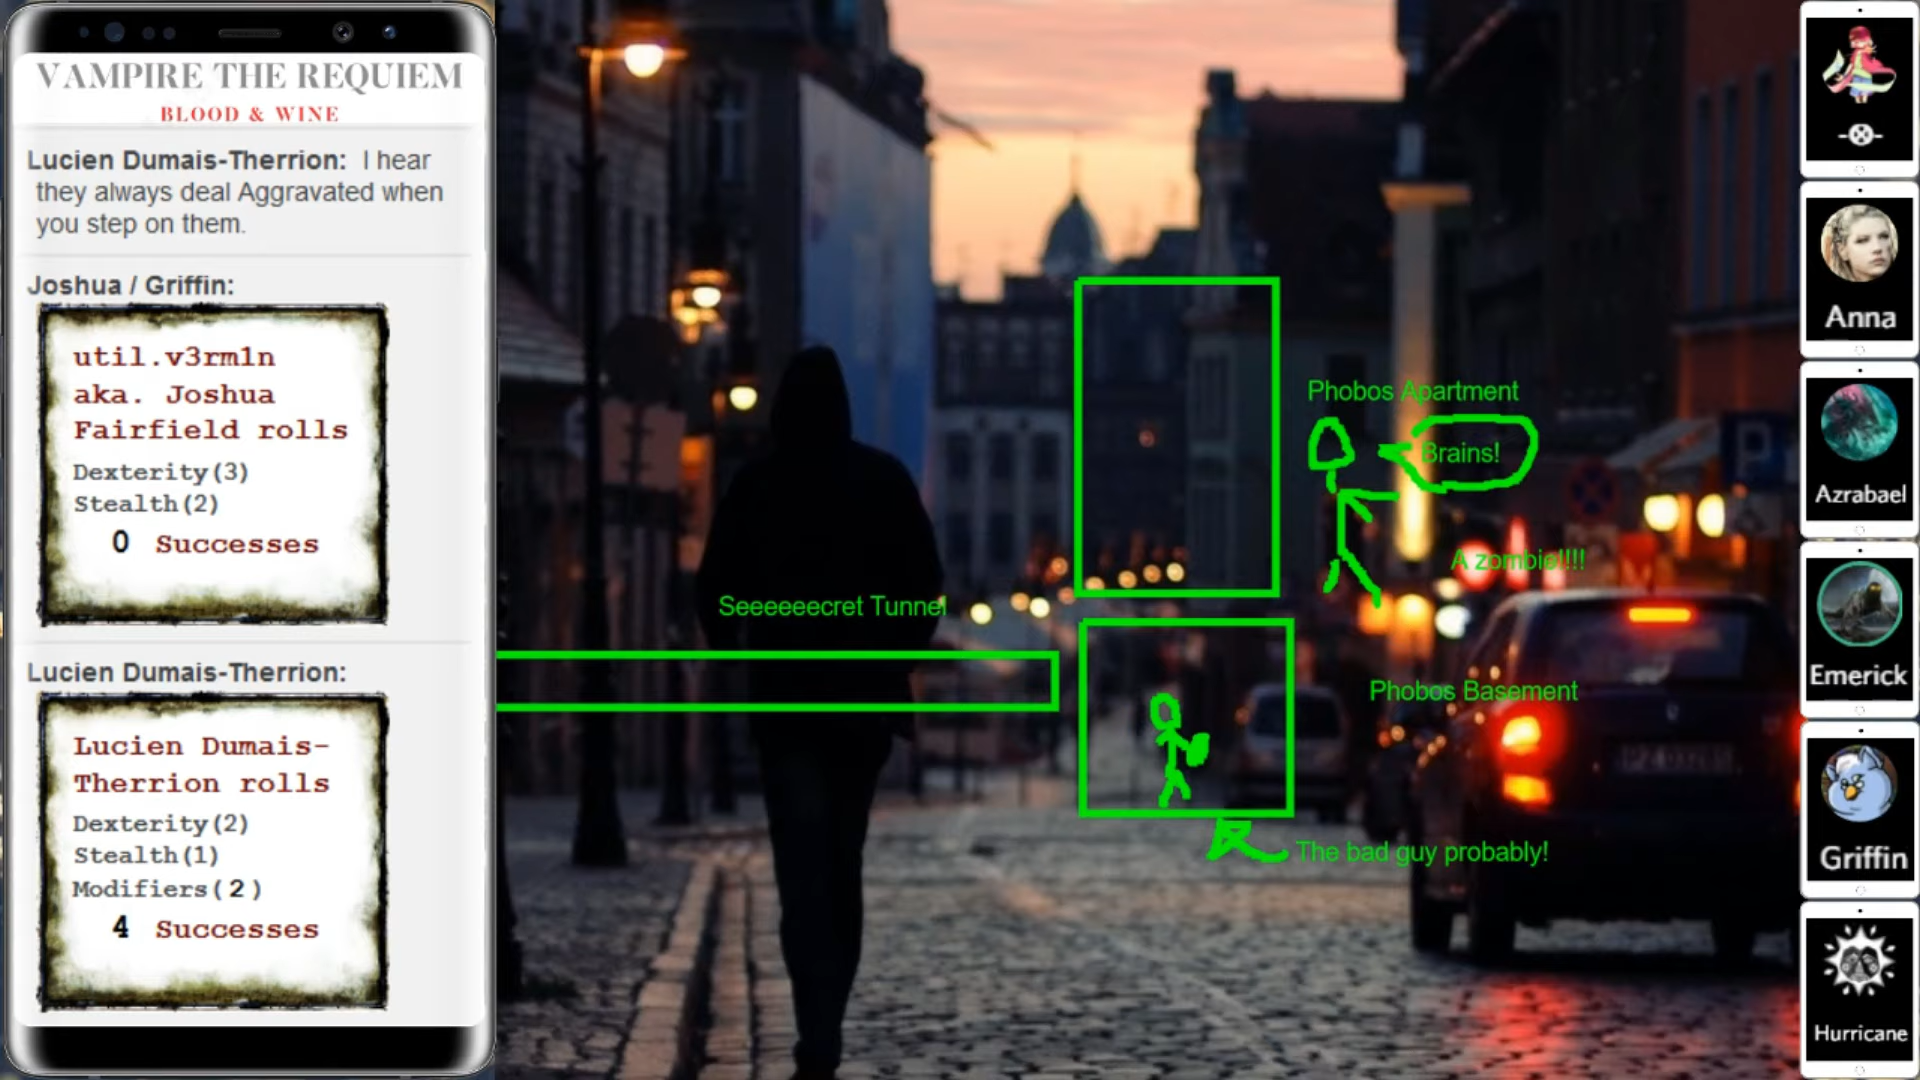 VAMPIRE THE REQUIEM
BLOOD & WINE
Lucien Dumais-Therrion: I hear
they always deal Aggravated when
you step on them.
Joshua / Griffin:
util.v3rm1n
aka. Joshua
Fairfield rolls
Dexterity(3)
Stealth(2)
0 Successes
Lucien Dumais-Therrion:
Lucien Dumais-
Therrion rolls
Dexterity(2)
Stealth(1)
Modifiers(2)
4 Successes
Seeeeeecret Tunnel
Phobos Apartment
Brains!
A zombie!!!!
Phobos Basement
The bad guy probably!
P
Anna
Azrabael
Emerick
Griffin
Hurricane